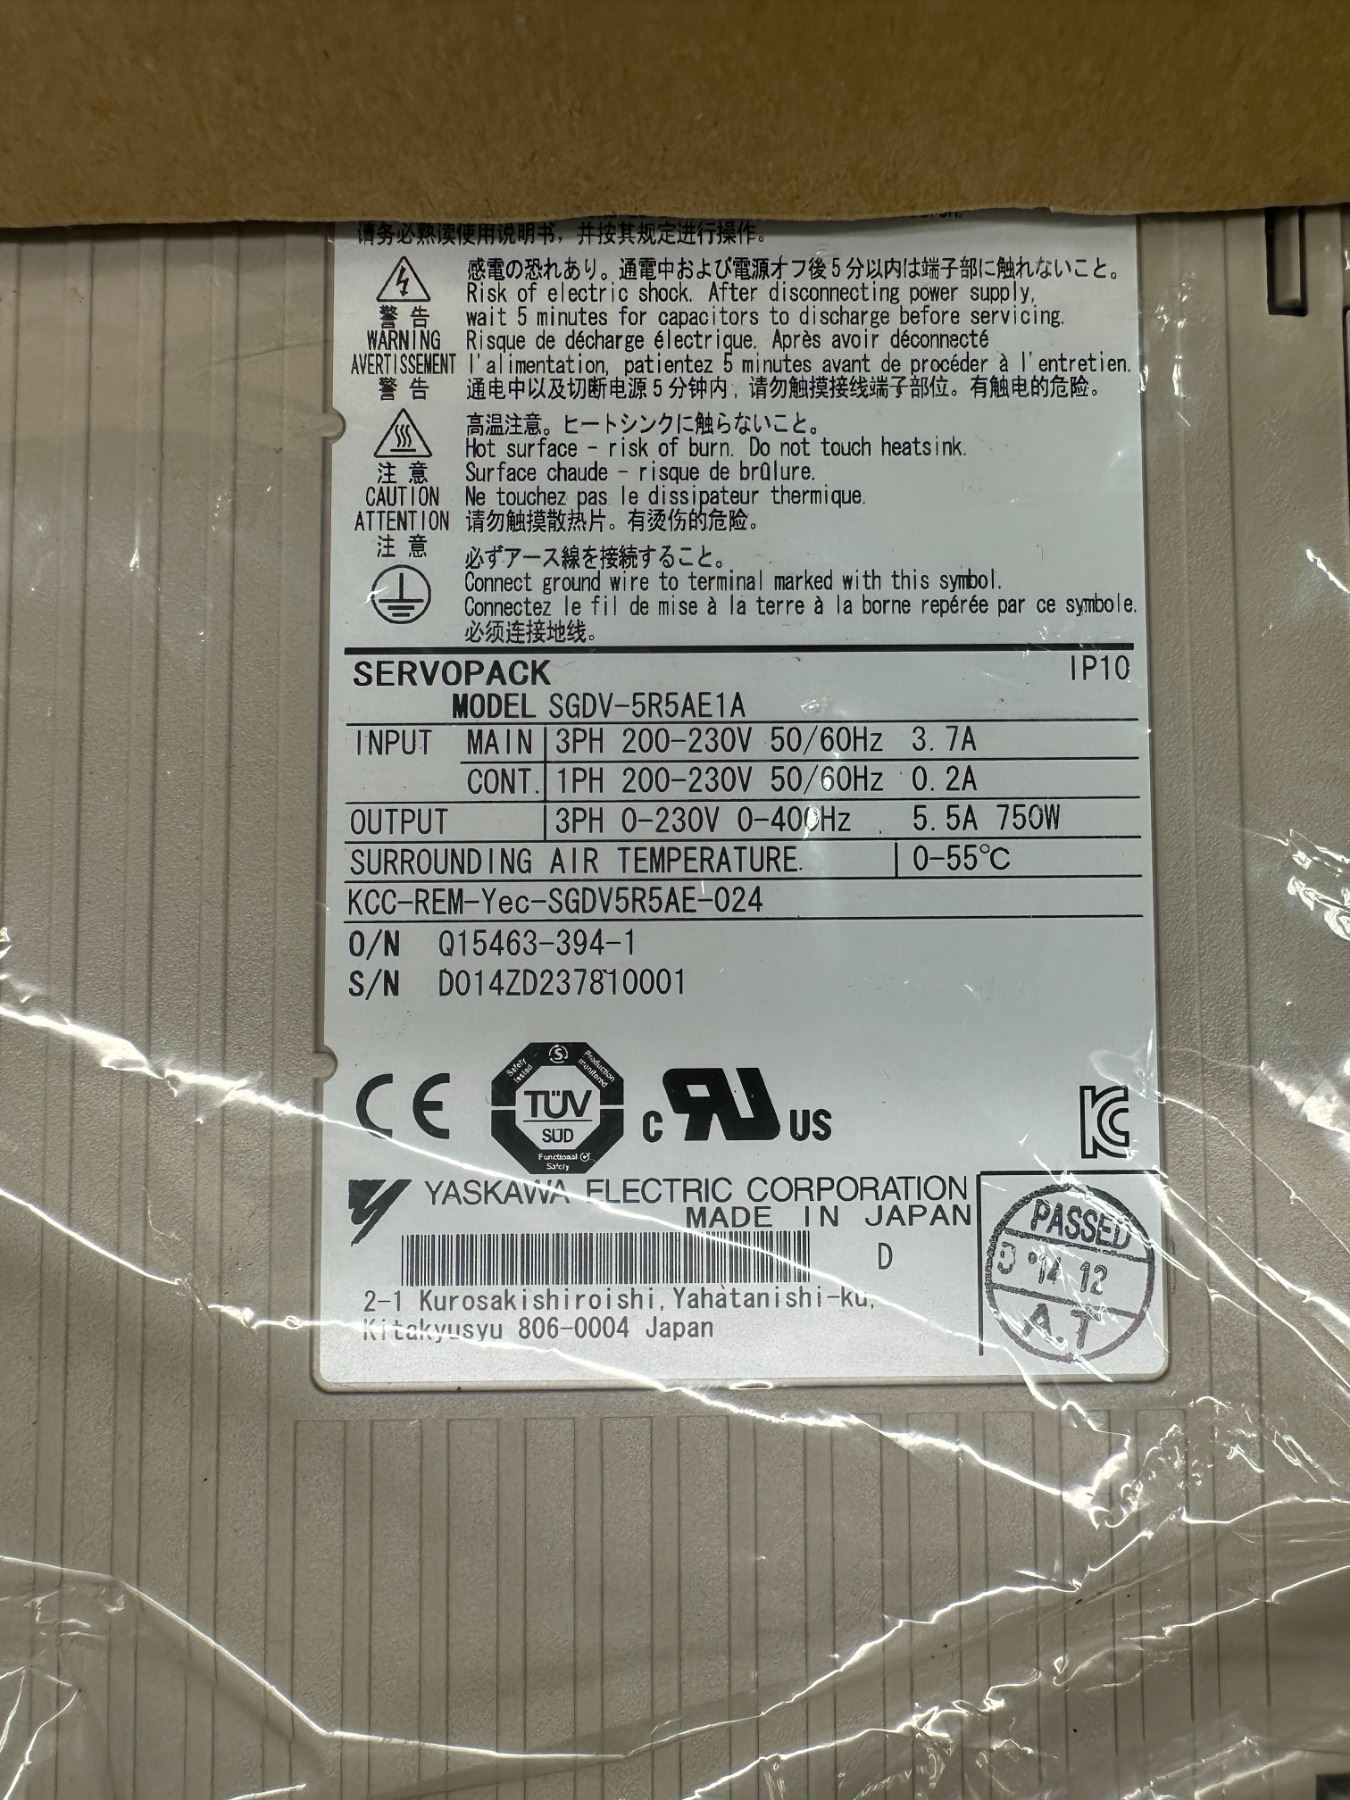 请务必熟读使用说明书，并按其规定进行操作。
感電の恐れあり。通電中および電源オフ後5分以内は端子部に触れないこと。
Risk of electric shock. After disconnecting power supply,
警告 wait 5 minutes for capacitors to discharge before servicing.
WARNING Risque de décharge électrique. Après avoir déconnecté
AVERTISSEMENT l'alimentation, patientez 5 minutes avant de procéder à l'entretien.
警告 通电中以及切断电源5分钟内，请勿触摸接线端子部位。有触电的危险。
高温注意。ヒートシンクに触らないこと。
Hot surface - risk of burn. Do not touch heatsink.
注意 Surface chaude - risque de brûlure.
CAUTION Ne touchez pas le dissipateur thermique.
ATTENTION 请勿触摸散热片。有烫伤的危险。
注意
必ずアース線を接続すること。
Connect ground wire to terminal marked with this symbol.
Connectez le fil de mise à la terre à la borne repérée par ce symbole.
必须连接地线。
SERVOPACK IP10
MODEL SGDV-5R5AE1A
INPUT MAIN 3PH 200-230V 50/60Hz 3.7A
CONT. 1PH 200-230V 50/60Hz 0.2A
OUTPUT 3PH 0-230V 0-400Hz 5.5A 750W
SURROUNDING AIR TEMPERATURE. 0-55℃
KCC-REM-Yec-SGDV5R5AE-024
O/N Q15463-394-1
S/N D014ZD237810001
CE
Safety tested
Production monitored
TÜV
SÜD
Functional Safety
c RU US
KC
YASKAWA ELECTRIC CORPORATION
MADE IN JAPAN
D
2-1 Kurosakishiroishi, Yahatanishi-ku,
Kitakyusyu 806-0004 Japan
PASSED
'14 12
A.T